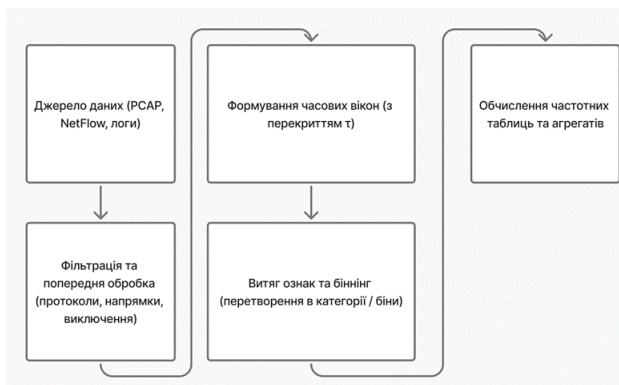 Джерело даних (PCAP,
NetFlow, логи)
Фільтрація та
попередня обробка
(протоколи, напрямки,
виключення)
Формування часових вікон (з
перекриттям τ)
Витяг ознак та біннінг
(перетворення в категорії / біни)
Обчислення частотних
таблиць та агрегатів